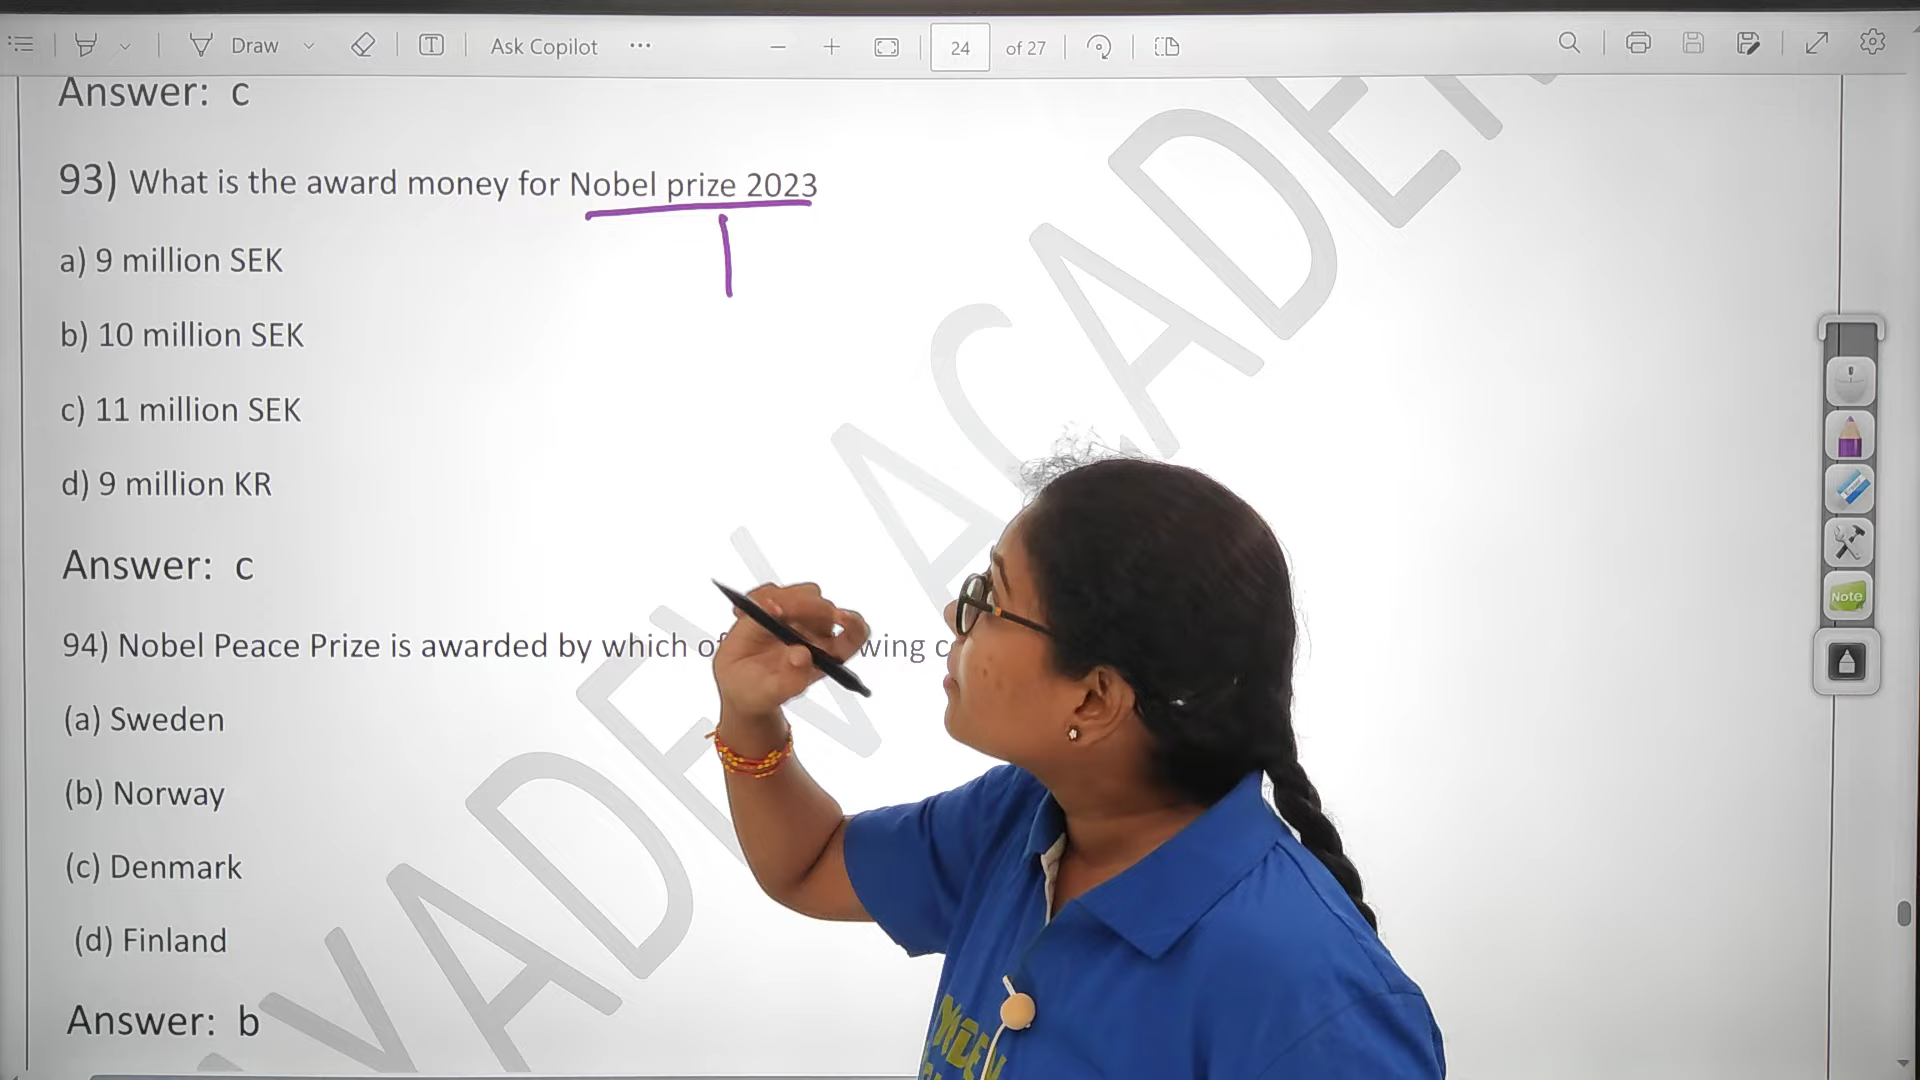 Draw
Ask Copilot
24 of 27
Answer: c
93) What is the award money for Nobel prize 2023
a) 9 million SEK
b) 10 million SEK
c) 11 million SEK
d) 9 million KR
Answer: c
94) Nobel Peace Prize is awarded by which
(a) Sweden
(b) Norway
(c) Denmark
(d) Finland
Answer: b
Note